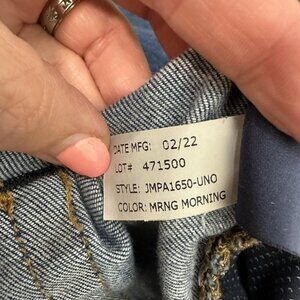 DATE MFG: 02/22
LOT# 471500
STYLE: JMPA1650-UNO
COLOR: MRNG MORNING